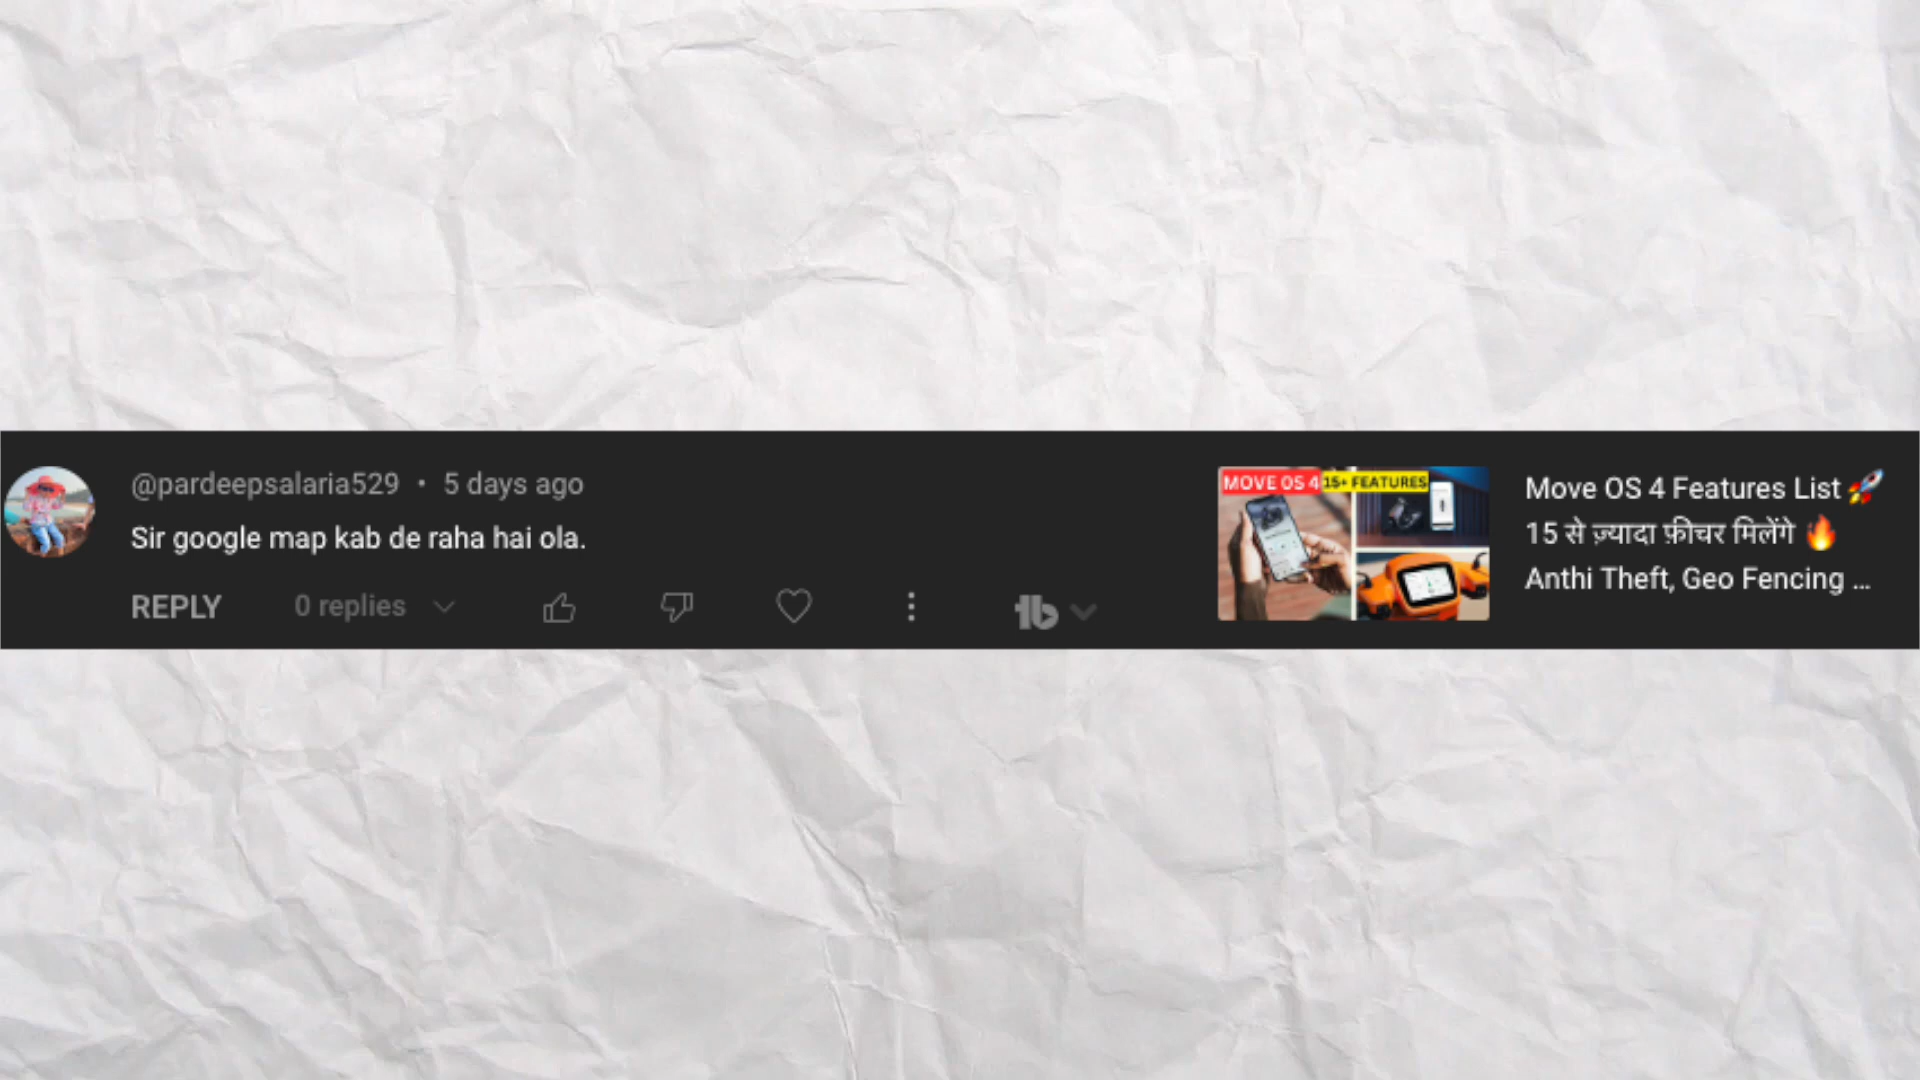 @pardeepsalaria529 • 5 days ago
Sir google map kab de raha hai ola.
REPLY 0 replies
MOVE OS 4 15+ FEATURES
Move OS 4 Features List 🚀
15 से ज़्यादा फ़ीचर मिलेंगे 🔥
Anthi Theft, Geo Fencing ...